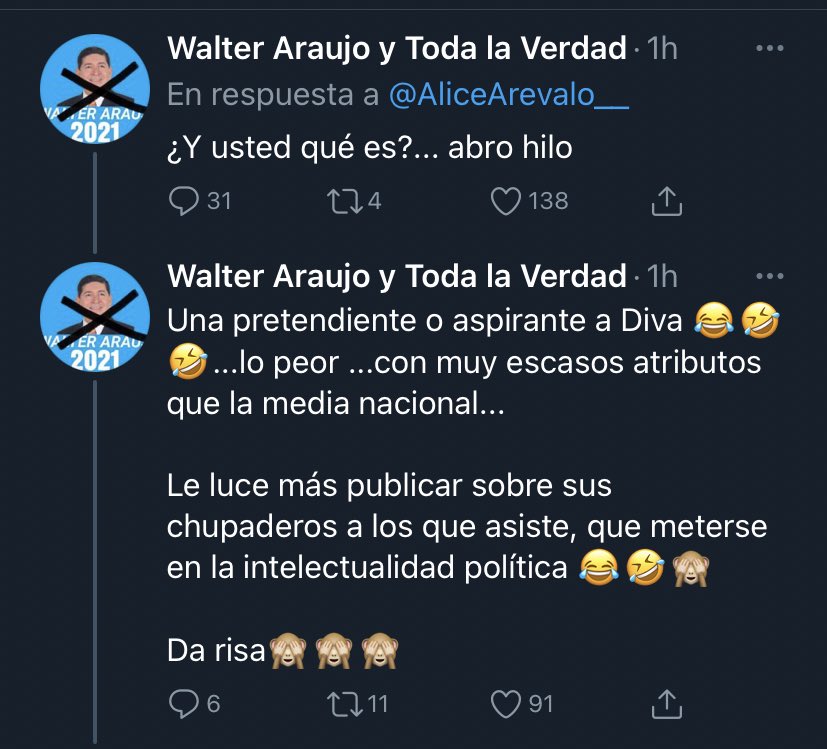 Walter Araujo y Toda la Verdad · 1h
En respuesta a @AliceArevalo__
¿Y usted qué es?... abro hilo
31 4 138
WALTER ARAU
2021
Walter Araujo y Toda la Verdad · 1h
Una pretendiente o aspirante a Diva 😂🤣
🤣...lo peor ...con muy escasos atributos
que la media nacional...
Le luce más publicar sobre sus
chupaderos a los que asiste, que meterse
en la intelectualidad política 😂🤣🙈
Da risa🙈🙈🙈
6 11 91
WALTER ARAU
2021